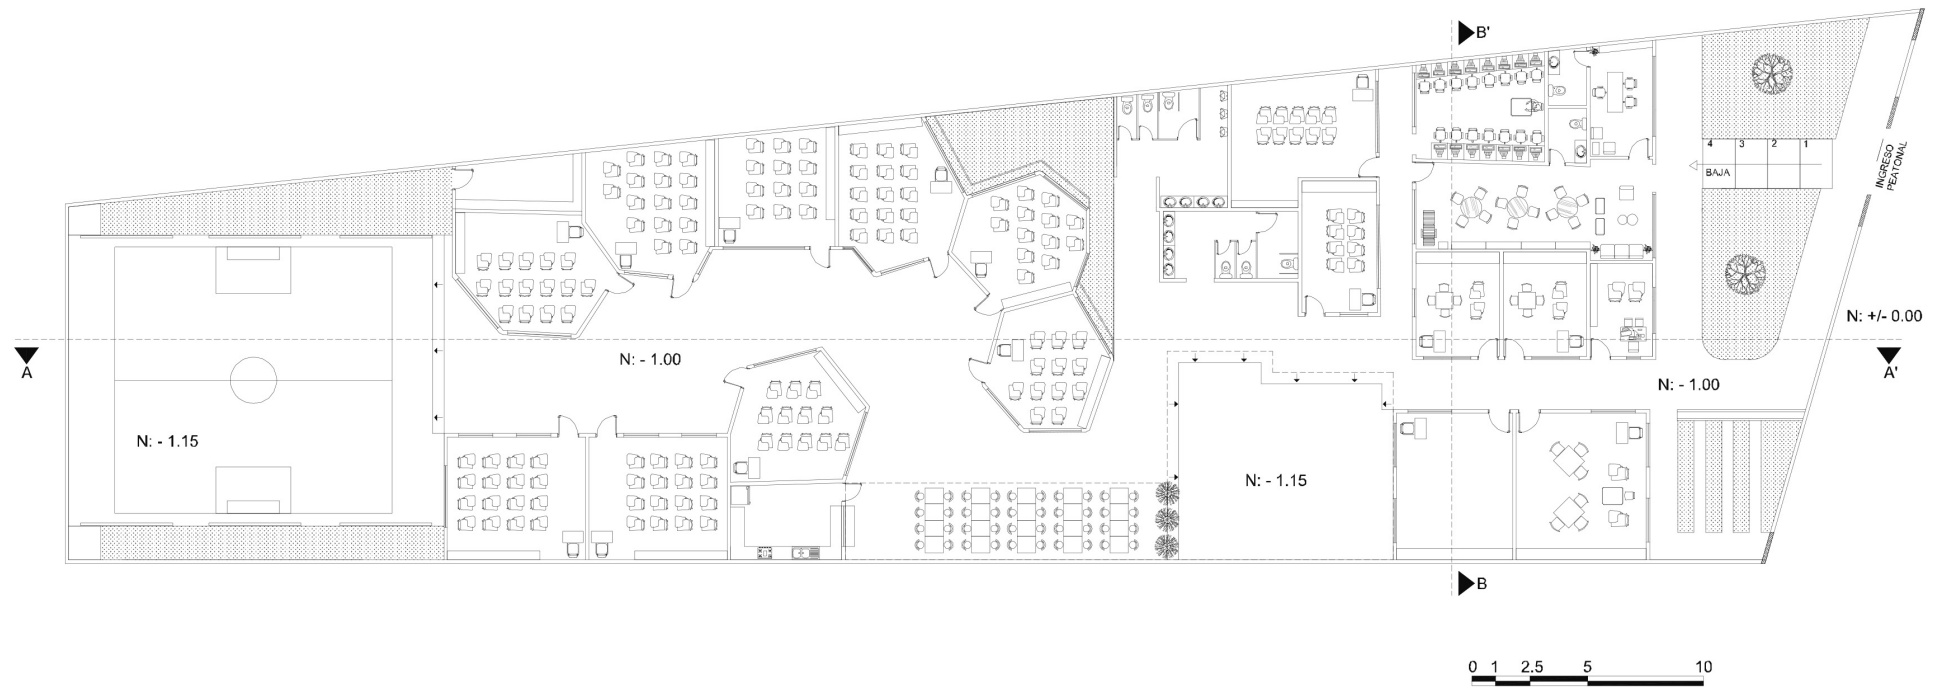 B'
4 3 2 1
BAJA
INGRESO
PEATONAL
N: +/- 0.00
A
N: - 1.00
A'
N: - 1.00
N: - 1.15
N: - 1.15
B
0 1 2.5 5 10